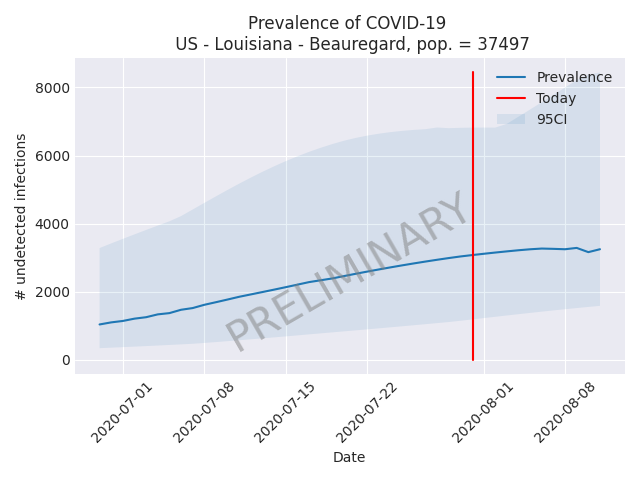 Prevalence of COVID-19
US - Louisiana - Beauregard, pop. = 37497
Prevalence
Today
95CI
8000
6000
4000
2000
0
# undetected infections
PRELIMINARY
2020-07-01
2020-07-08
2020-07-15
2020-07-22
2020-08-01
2020-08-08
Date